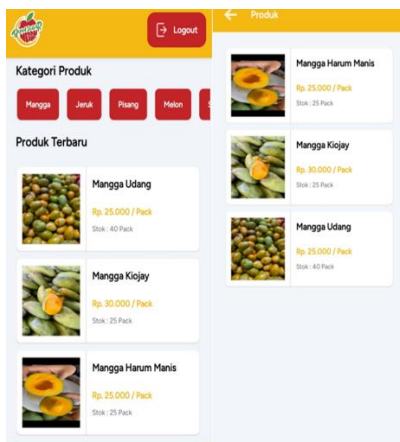 Logout
Kategori Produk
Mangga
Jeruk
Pisang
Melon
Produk Terbaru
Mangga Udang
Rp. 25.000 / Pack
Stok : 40 Pack
Mangga Kiojay
Rp. 30.000 / Pack
Stok : 25 Pack
Mangga Harum Manis
Rp. 25.000 / Pack
Stok : 25 Pack
Produk
Mangga Harum Manis
Rp. 25.000 / Pack
Stok : 25 Pack
Mangga Kiojay
Rp. 30.000 / Pack
Stok : 25 Pack
Mangga Udang
Rp. 25.000 / Pack
Stok : 40 Pack